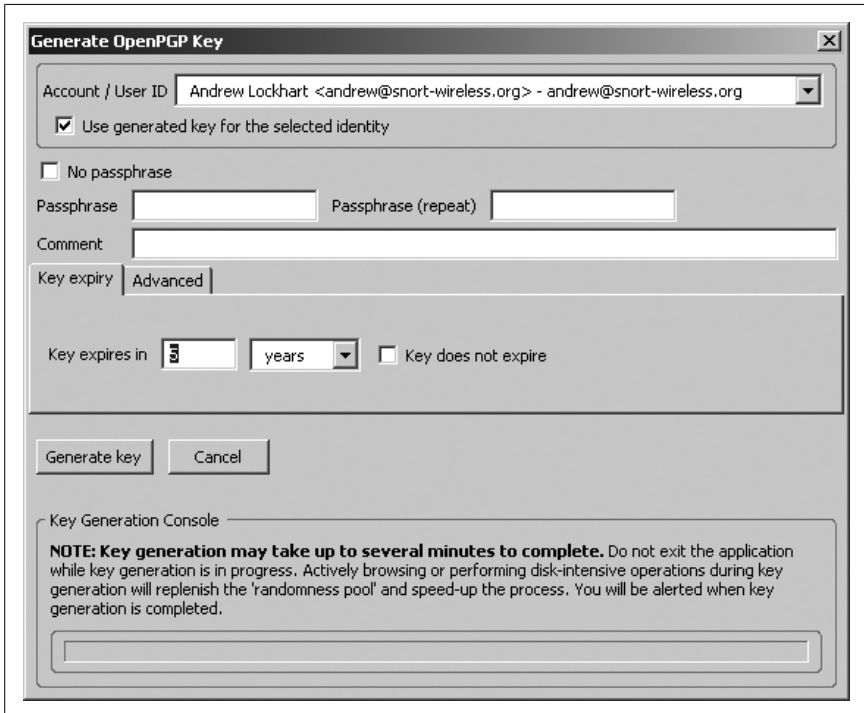 Generate OpenPGP Key
Account / User ID Andrew Lockhart <andrew@snort-wireless.org> - andrew@snort-wireless.org
Use generated key for the selected identity
No passphrase
Passphrase Passphrase (repeat)
Comment
Key expiry Advanced
Key expires in 5 years Key does not expire
Generate key Cancel
Key Generation Console
NOTE: Key generation may take up to several minutes to complete. Do not exit the application
while key generation is in progress. Actively browsing or performing disk-intensive operations during key
generation will replenish the 'randomness pool' and speed-up the process. You will be alerted when key
generation is completed.